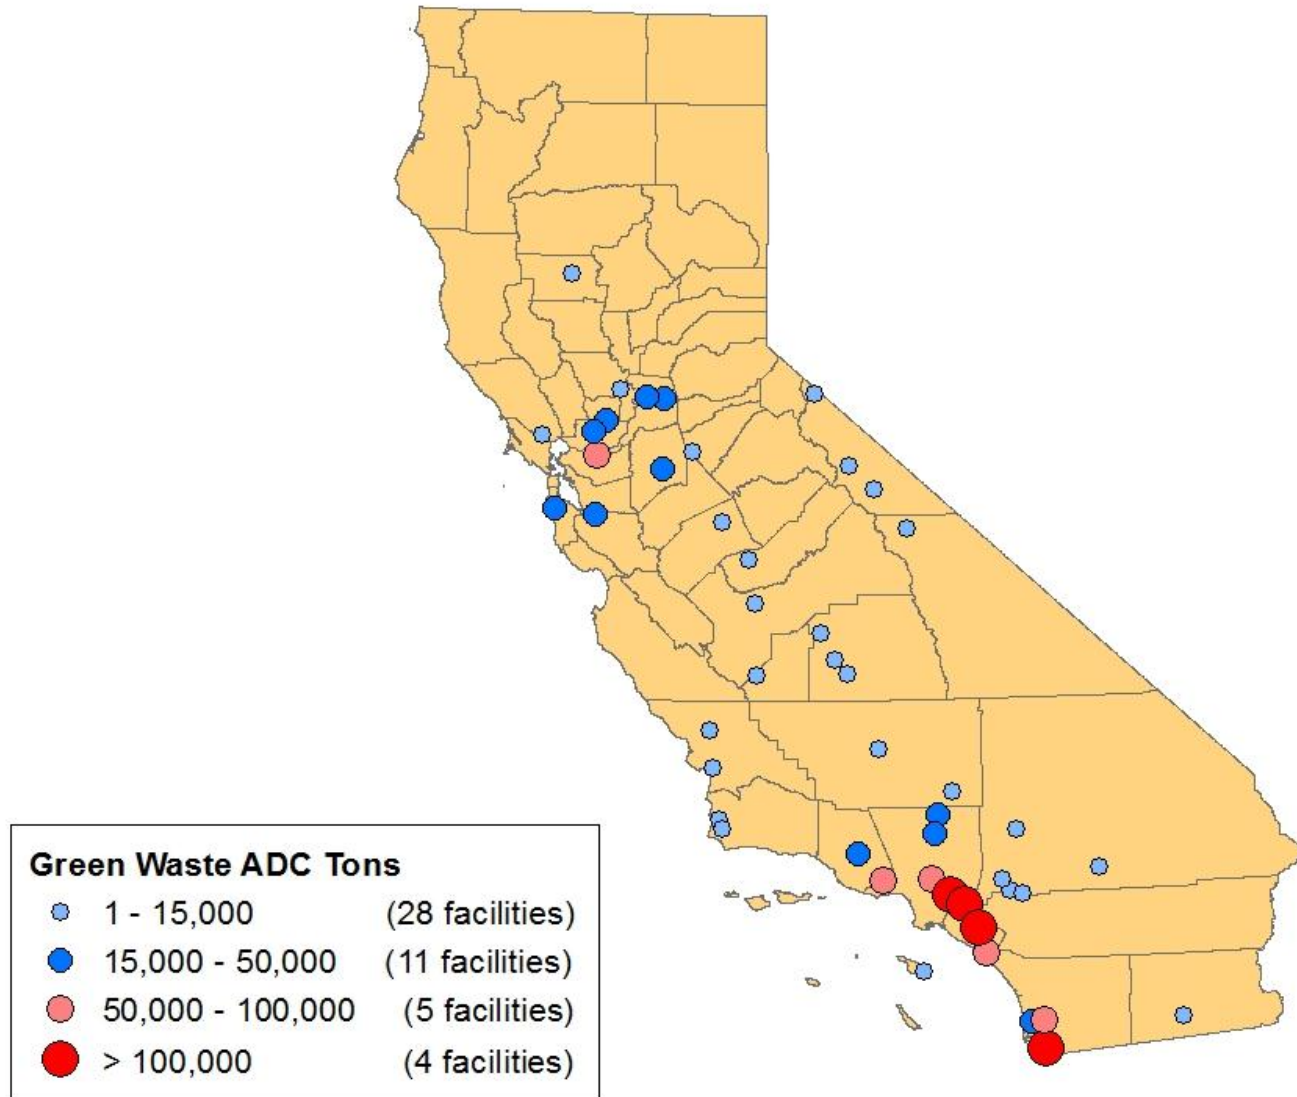 Green Waste ADC Tons
1 - 15,000 (28 facilities)
15,000 - 50,000 (11 facilities)
50,000 - 100,000 (5 facilities)
> 100,000 (4 facilities)